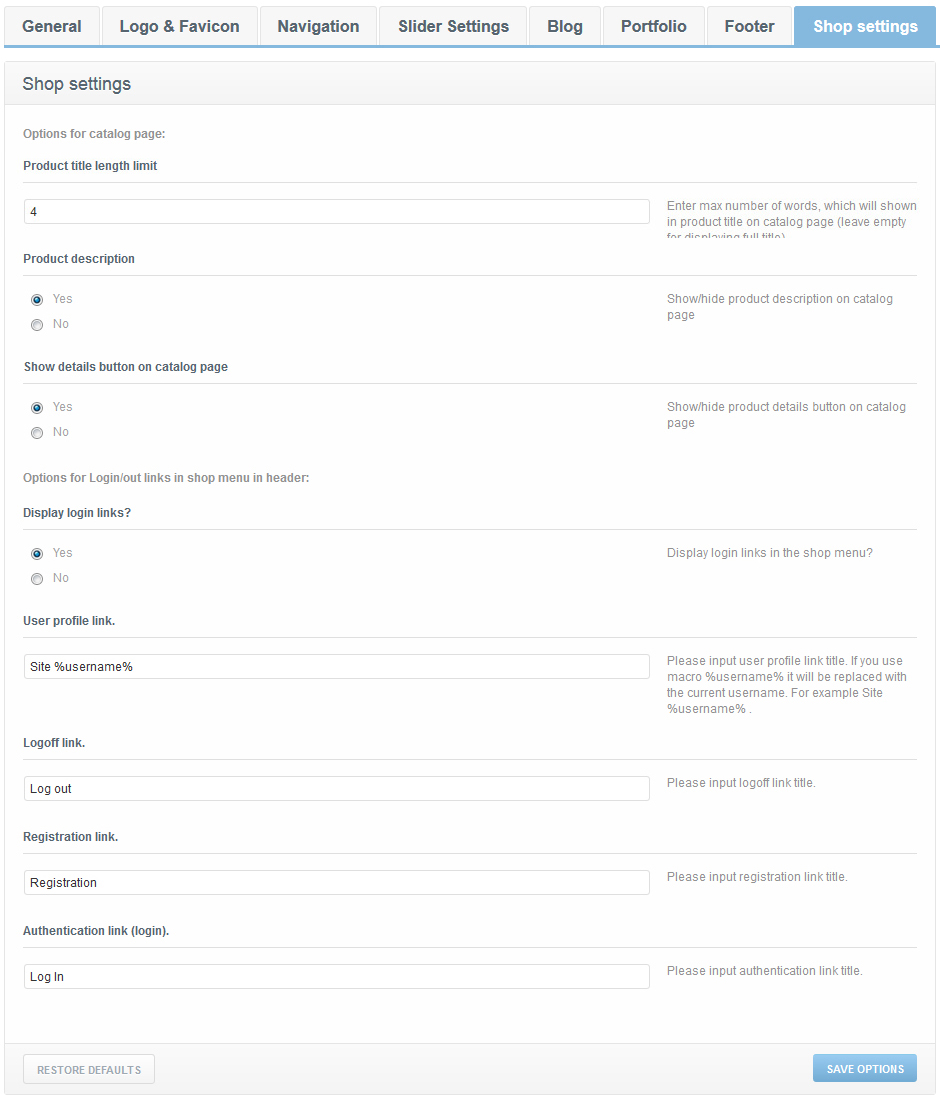 General
Logo & Favicon
Navigation
Slider Settings
Blog
Portfolio
Footer
Shop settings
Shop settings
Options for catalog page:
Product title length limit
4
Enter max number of words, which will shown
in product title on catalog page (leave empty
for displaying full title)
Product description
Yes
No
Show/hide product description on catalog
page
Show details button on catalog page
Yes
No
Show/hide product details button on catalog
page
Options for Login/out links in shop menu in header:
Display login links?
Yes
No
Display login links in the shop menu?
User profile link.
Site %username%
Please input user profile link title. If you use
macro %username% it will be replaced with
the current username. For example Site
%username% .
Logoff link.
Log out
Please input logoff link title.
Registration link.
Registration
Please input registration link title.
Authentication link (login).
Log In
Please input authentication link title.
RESTORE DEFAULTS
SAVE OPTIONS